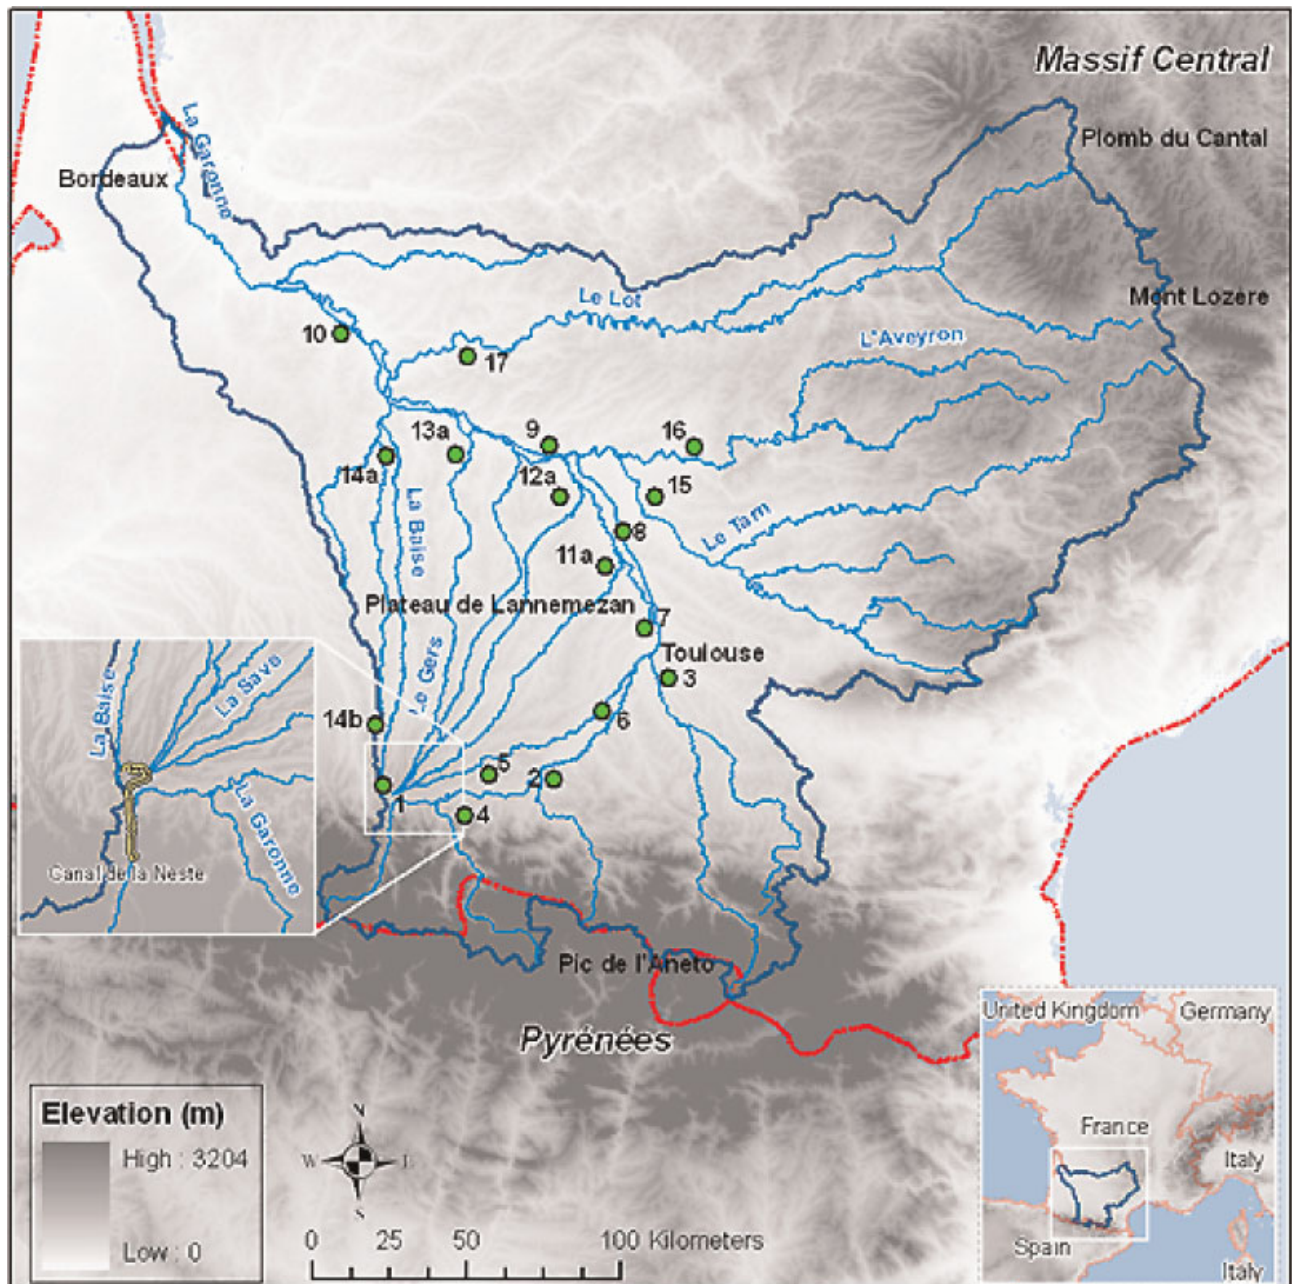 Massif Central
La Garonne
Plomb du Cantal
Bordeaux
Mont Lozère
Le Lot
10
L'Aveyron
17
13a
9
16
14a
12a
15
La Baise
8
Le Tarn
11a
Plateau de Lannemezan
7
Toulouse
3
Le Gers
La Save
La Baise
6
14b
5
2
1
4
La Garonne
Canal de la Neste
Pic de l'Aneto
Pyrénées
United Kingdom
Germany
France
Italy
Spain
Italy
Elevation (m)
High : 3204
Low : 0
N
W
E
S
0 25 50 100 Kilometers